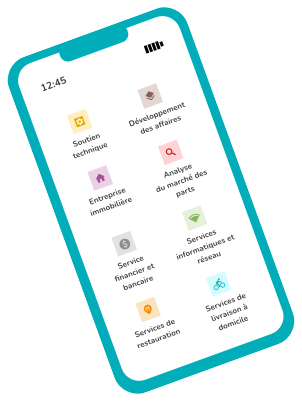 12:45
Soutien
technique
Développement
des affaires
Entreprise
immobilière
Analyse
du marché des
parts
Service
financier et
bancaire
Services
informatiques et
réseau
Services de
restauration
Services de
livraison à
domicile